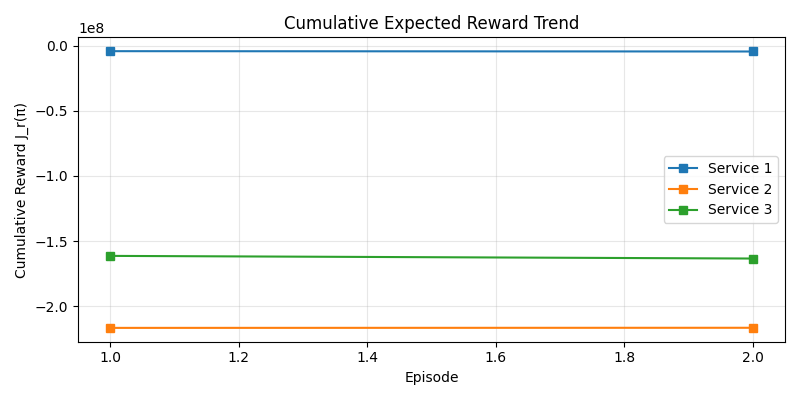 Cumulative Expected Reward Trend
1e8
0.0
−0.5
−1.0
−1.5
−2.0
Cumulative Reward J_r(π)
Service 1
Service 2
Service 3
1.0 1.2 1.4 1.6 1.8 2.0
Episode